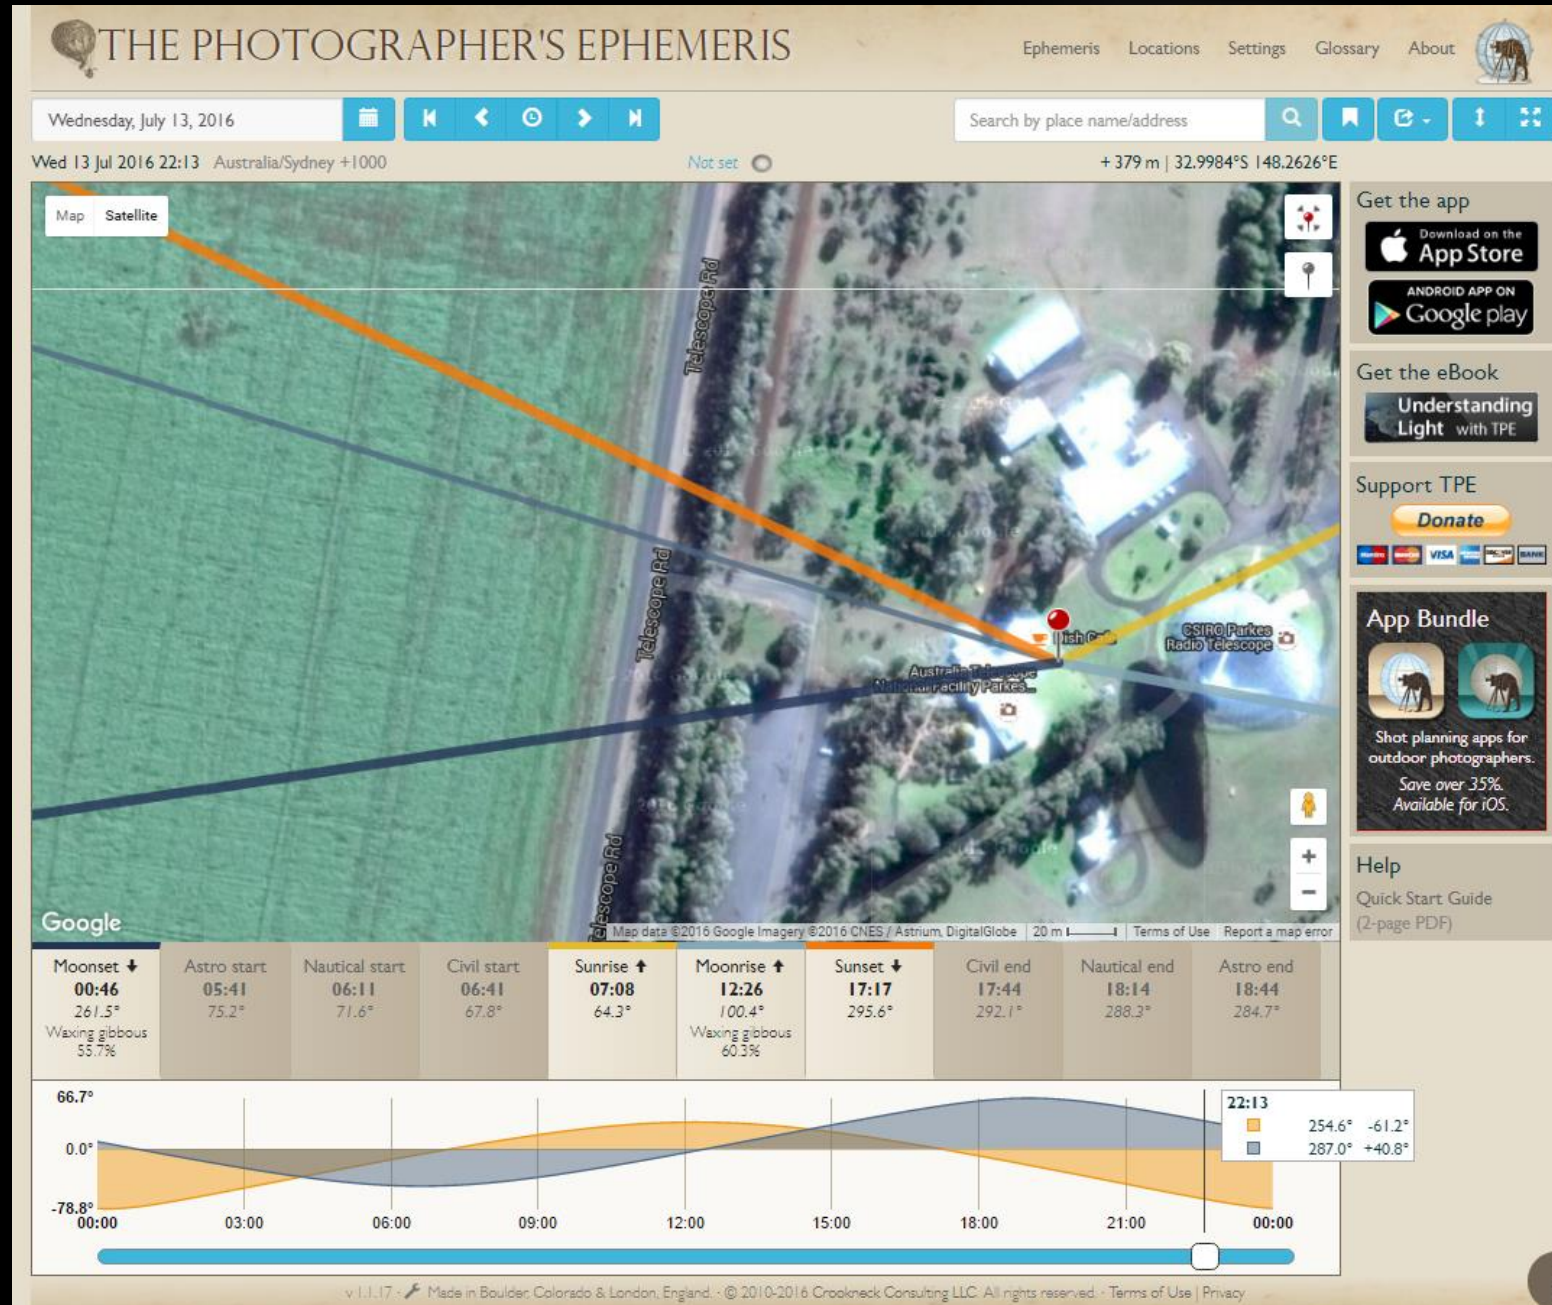 THE PHOTOGRAPHER'S EPHEMERIS
Ephemeris Locations Settings Glossary About
Wednesday, July 13, 2016
Search by place name/address
Wed 13 Jul 2016 22:13 Australia/Sydney +1000
Not set
+ 379 m | 32.9984°S 148.2626°E
Map Satellite
Telescope Rd
Telescope Rd
Telescope Rd
Dish Cafe
CSIRO Parkes
Radio Telescope
Australia Telescope
National Facility Parkes...
Google
Map data ©2016 Google Imagery ©2016 CNES / Astrium, DigitalGlobe 20 m Terms of Use Report a map error
Get the app
Download on the
App Store
ANDROID APP ON
Google play
Get the eBook
Understanding
Light with TPE
Support TPE
Donate
VISA
BANK
App Bundle
Shot planning apps for
outdoor photographers.
Save over 35%.
Available for iOS.
Help
Quick Start Guide
(2-page PDF)
Moonset Astro start Nautical start Civil start Sunrise Moonrise Sunset Civil end Nautical end Astro end
00:46 05:41 06:11 06:41 07:08 12:26 17:17 17:44 18:14 18:44
261.5° 75.2° 71.6° 67.8° 64.3° 100.4° 295.6° 292.1° 288.3° 284.7°
Waxing gibbous Waxing gibbous
55.7% 60.3%
66.7°
0.0°
-78.8°
22:13
254.6° -61.2°
287.0° +40.8°
00:00 03:00 06:00 09:00 12:00 15:00 18:00 21:00 00:00
v 1.1.17 - Made in Boulder, Colorado & London, England. - © 2010-2016 Crookneck Consulting LLC. All rights reserved. - Terms of Use | Privacy